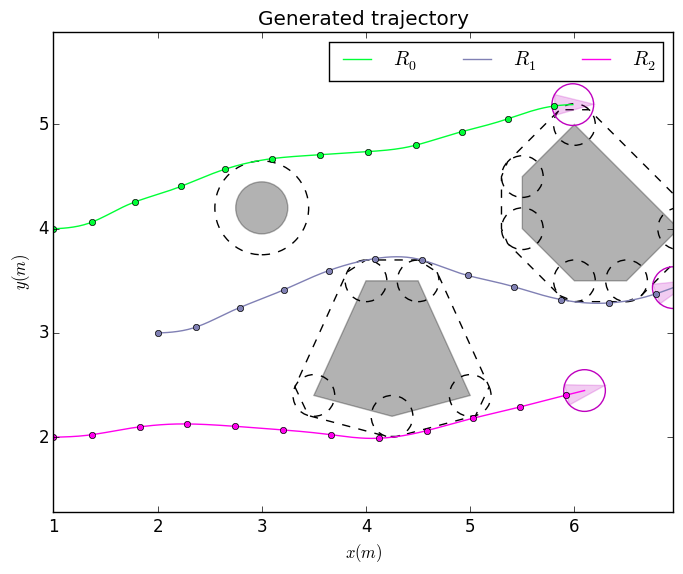 Generated trajectory
R₀ R₁ R₂
5
4
3
2
y(m)
1 2 3 4 5 6
x(m)